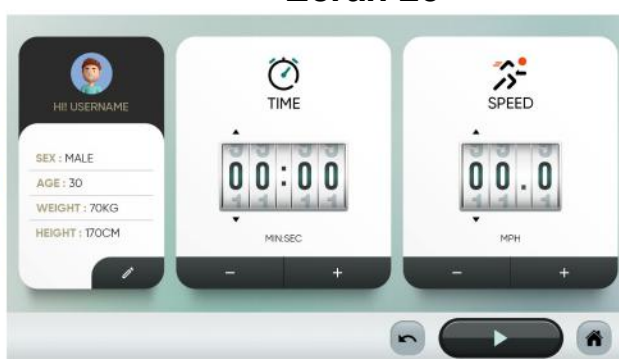 HI! USERNAME
SEX : MALE
AGE : 30
WEIGHT : 70KG
HEIGHT : 170CM
TIME
00:00
MIN:SEC
- +
SPEED
00.0
MPH
- +